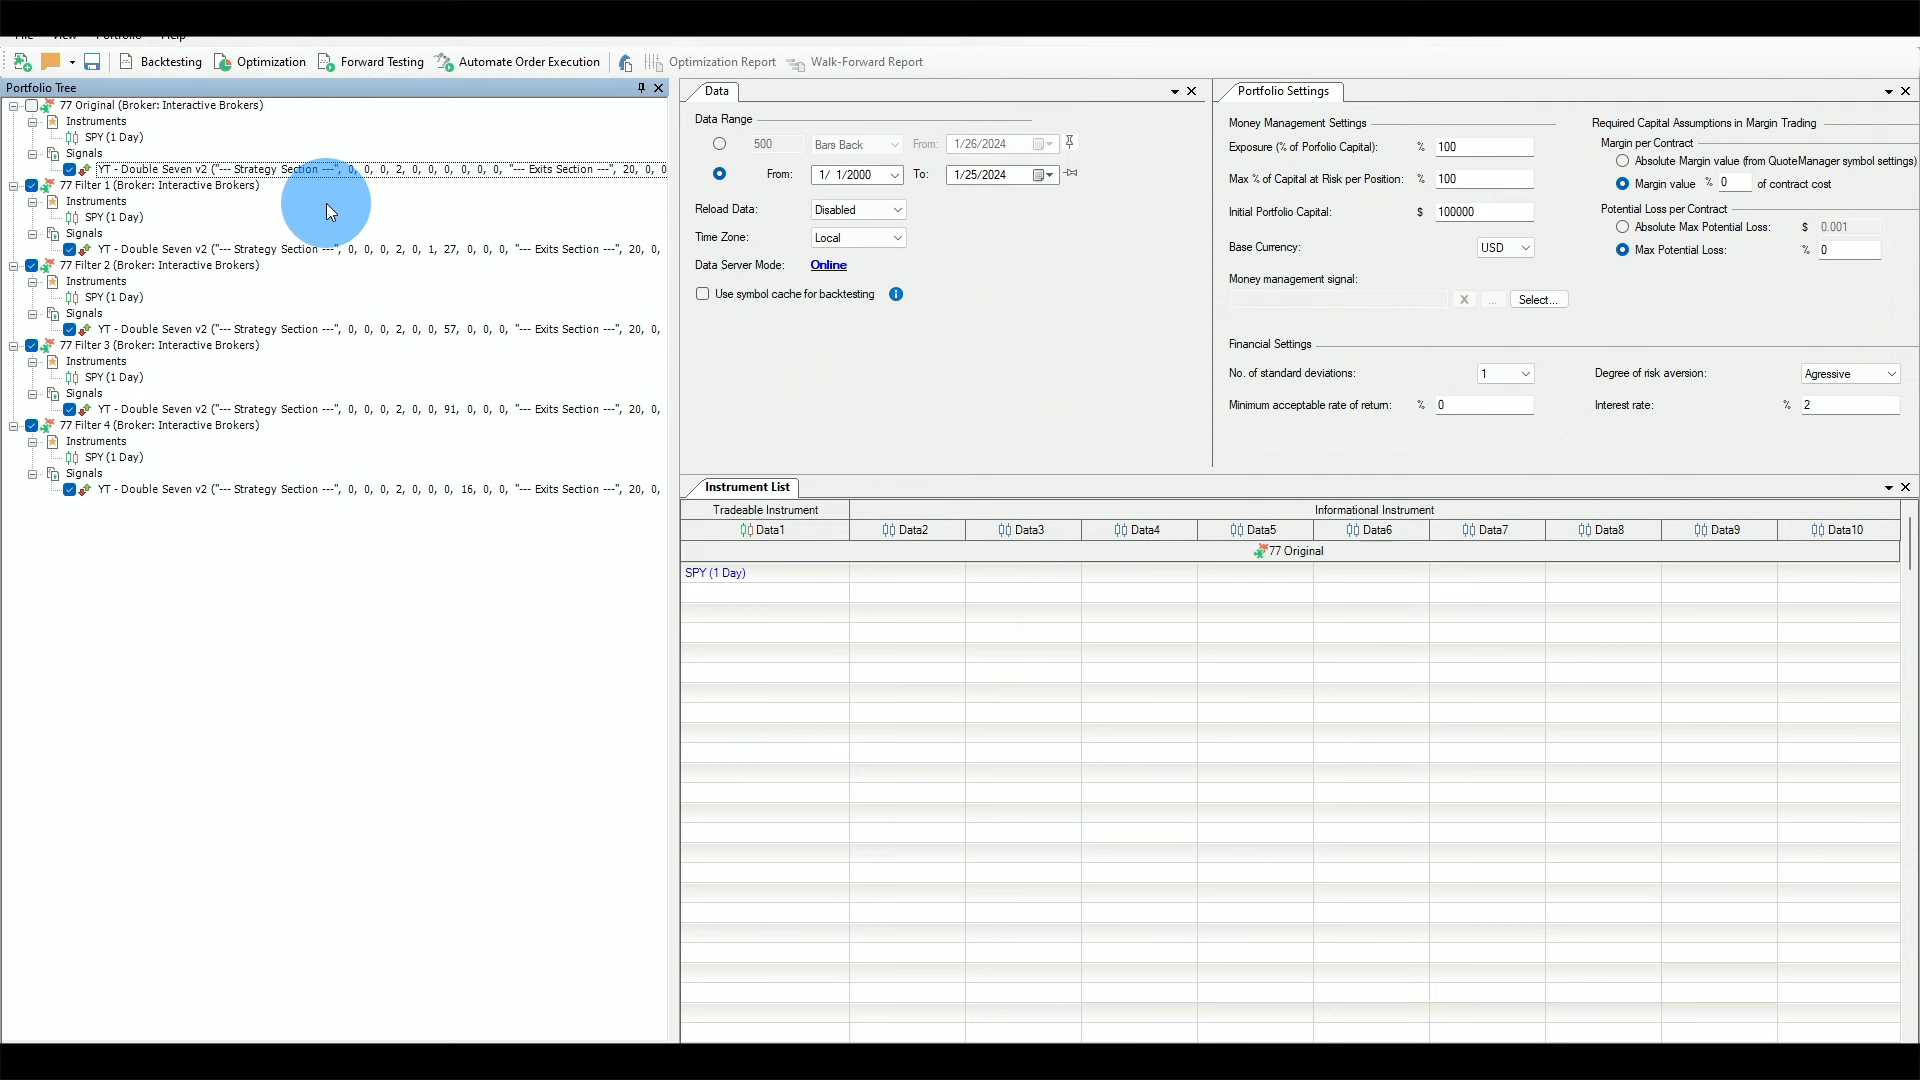 File View Portfolio Help
Backtesting Optimization Forward Testing Automate Order Execution Optimization Report Walk-Forward Report
Portfolio Tree
77 Original (Broker: Interactive Brokers)
Instruments
SPY (1 Day)
Signals
YT - Double Seven v2 ("--- Strategy Section ---", 0, 0, 0, 2, 0, 0, 0, 0, 0, 0, "--- Exits Section ---", 20, 0, 0
77 Filter 1 (Broker: Interactive Brokers)
Instruments
SPY (1 Day)
Signals
YT - Double Seven v2 ("--- Strategy Section ---", 0, 0, 0, 2, 0, 1, 27, 0, 0, 0, "--- Exits Section ---", 20, 0,
77 Filter 2 (Broker: Interactive Brokers)
Instruments
SPY (1 Day)
Signals
YT - Double Seven v2 ("--- Strategy Section ---", 0, 0, 0, 2, 0, 0, 57, 0, 0, 0, "--- Exits Section ---", 20, 0,
77 Filter 3 (Broker: Interactive Brokers)
Instruments
SPY (1 Day)
Signals
YT - Double Seven v2 ("--- Strategy Section ---", 0, 0, 0, 2, 0, 0, 91, 0, 0, 0, "--- Exits Section ---", 20, 0,
77 Filter 4 (Broker: Interactive Brokers)
Instruments
SPY (1 Day)
Signals
YT - Double Seven v2 ("--- Strategy Section ---", 0, 0, 0, 2, 0, 0, 0, 16, 0, 0, "--- Exits Section ---", 20, 0,
Data
Data Range
500 Bars Back From: 1/26/2024
From: 1/ 1/2000 To: 1/25/2024
Reload Data: Disabled
Time Zone: Local
Data Server Mode: Online
Use symbol cache for backtesting
Portfolio Settings
Money Management Settings
Exposure (% of Porfolio Capital): % 100
Max % of Capital at Risk per Position: % 100
Initial Portfolio Capital: $ 100000
Base Currency: USD
Money management signal:
X ... Select...
Required Capital Assumptions in Margin Trading
Margin per Contract
Absolute Margin value (from QuoteManager symbol settings)
Margin value % 0 of contract cost
Potential Loss per Contract
Absolute Max Potential Loss: $ 0.001
Max Potential Loss: % 0
Financial Settings
No. of standard deviations: 1 Degree of risk aversion: Agressive
Minimum acceptable rate of return: % 0 Interest rate: % 2
Instrument List
Tradeable Instrument Informational Instrument
Data1 Data2 Data3 Data4 Data5 Data6 Data7 Data8 Data9 Data10
77 Original
SPY (1 Day)